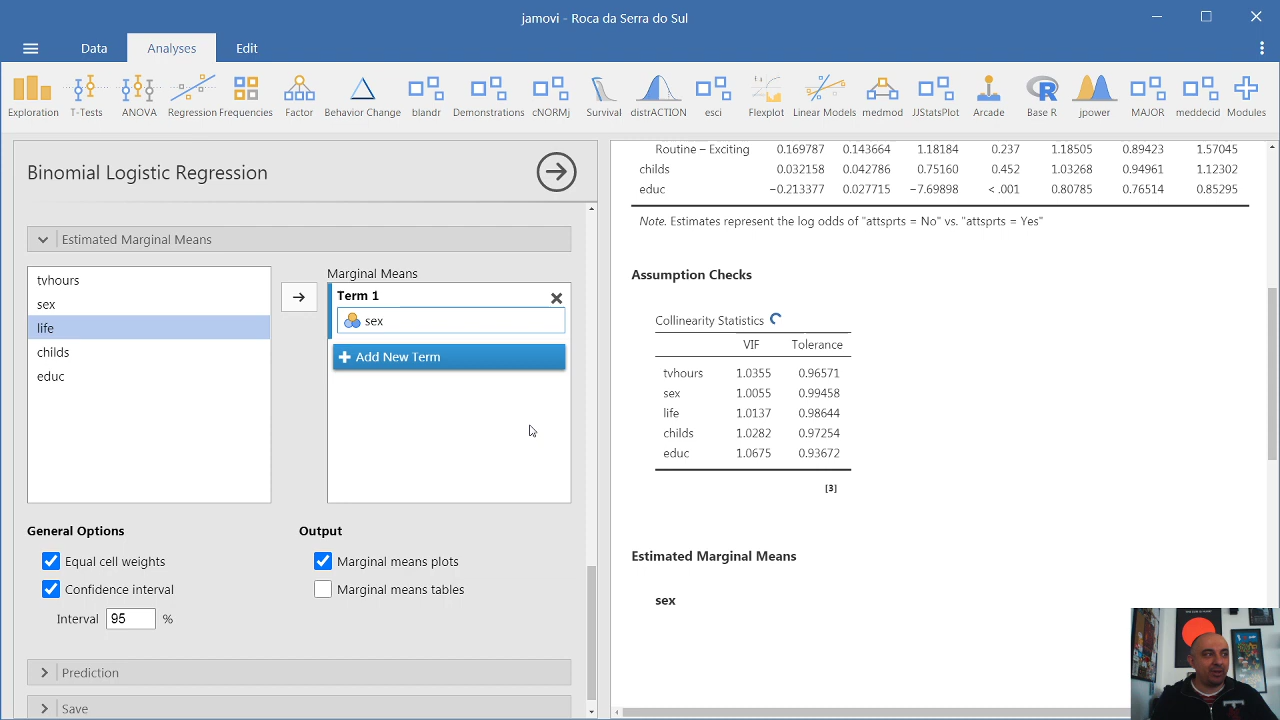 jamovi - Roca da Serra do Sul
Data
Analyses
Edit
Exploration
T-Tests
ANOVA
Regression
Frequencies
Factor
Behavior Change
blandr
Demonstrations
cNORMj
Survival
distrACTION
esci
Flexplot
Linear Models
medmod
JJStatsPlot
Arcade
Base R
jpower
MAJOR
meddecid
Modules
Binomial Logistic Regression
Estimated Marginal Means
tvhours
sex
life
childs
educ
Marginal Means
Term 1
sex
Add New Term
General Options
Equal cell weights
Confidence interval
Interval 95 %
Output
Marginal means plots
Marginal means tables
Prediction
Save
Routine – Exciting 0.169787 0.143664 1.18184 0.237 1.18505 0.89423 1.57045
childs 0.032158 0.042786 0.75160 0.452 1.03268 0.94961 1.12302
educ −0.213377 0.027715 −7.69898 < .001 0.80785 0.76514 0.85295
Note. Estimates represent the log odds of "attsprts = No" vs. "attsprts = Yes"
Assumption Checks
Collinearity Statistics
VIF Tolerance
tvhours 1.0355 0.96571
sex 1.0055 0.99458
life 1.0137 0.98644
childs 1.0282 0.97254
educ 1.0675 0.93672
[3]
Estimated Marginal Means
sex